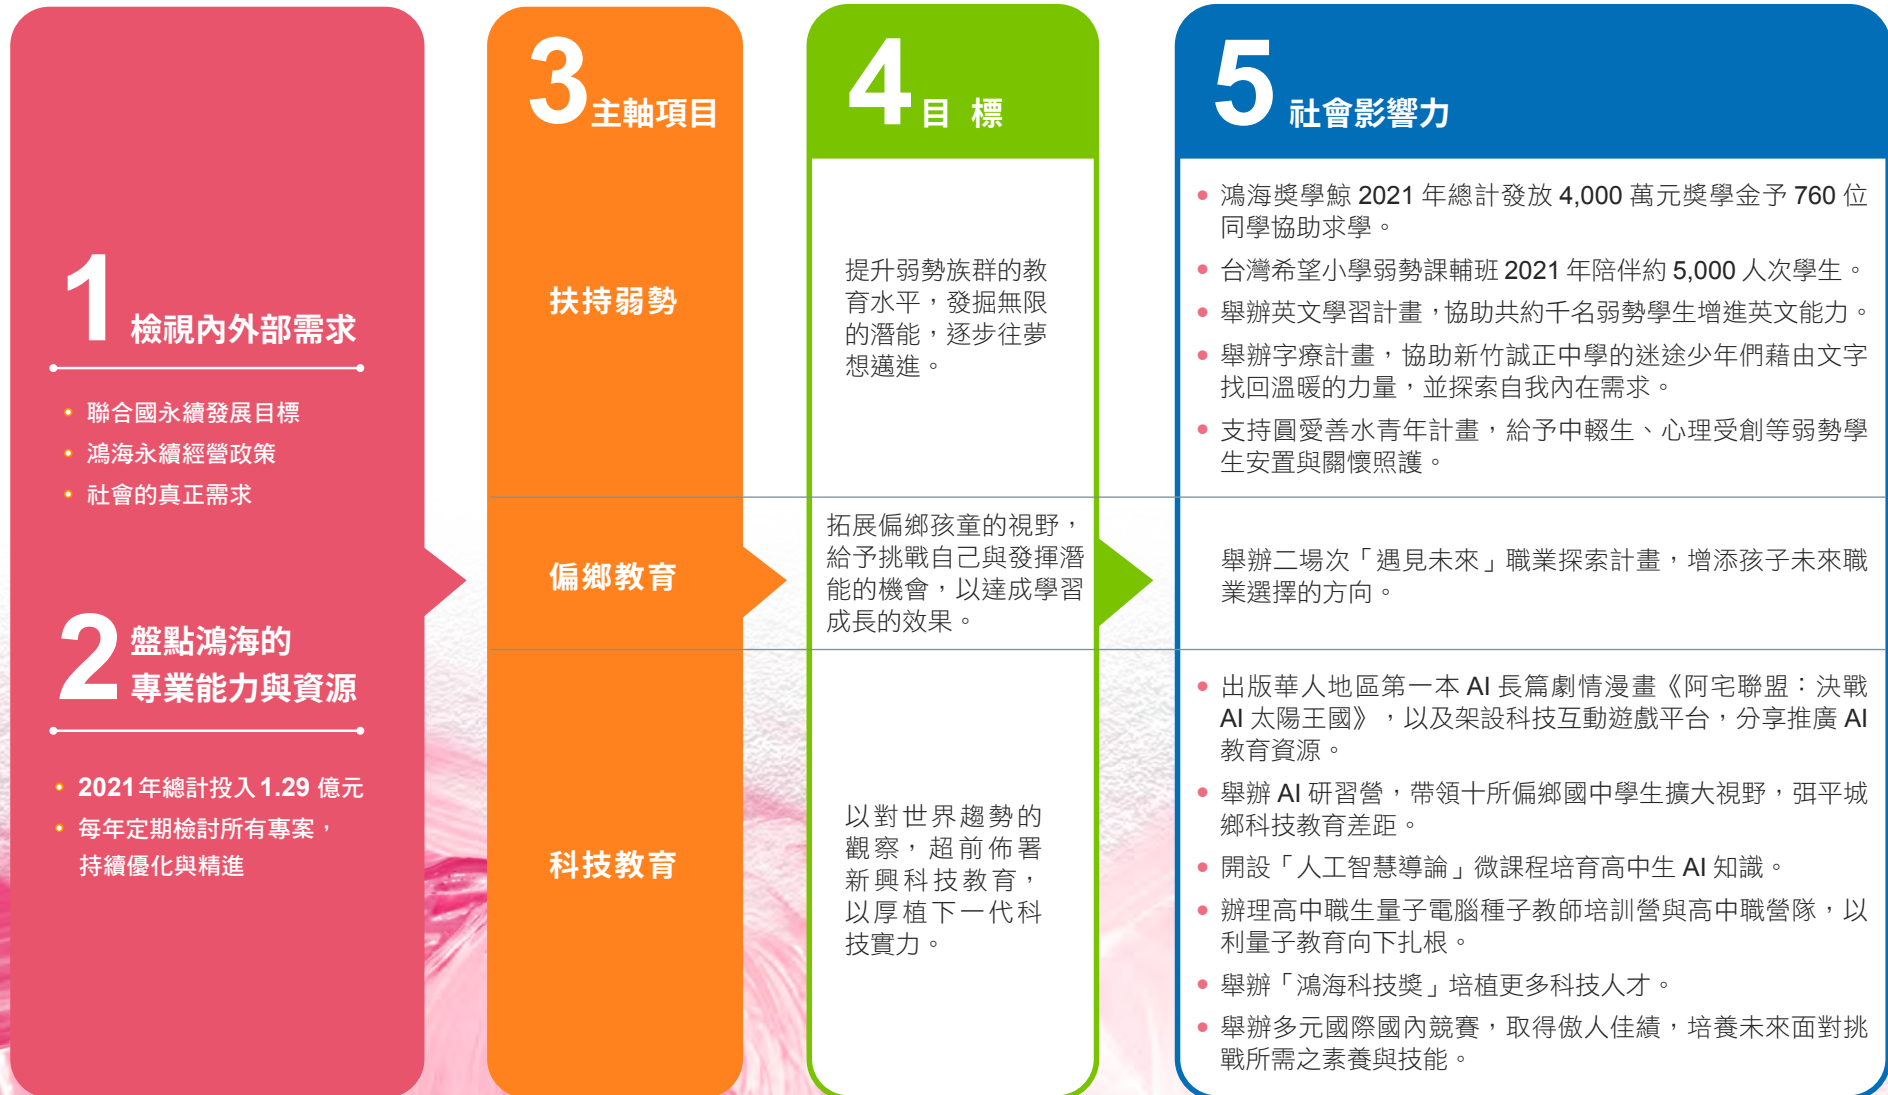 1 檢視內外部需求
• 聯合國永續發展目標
• 鴻海永續經營政策
• 社會的真正需求
2 盤點鴻海的
專業能力與資源
• 2021年總計投入1.29 億元
• 每年定期檢討所有專案，
持續優化與精進
3 主軸項目
扶持弱勢
偏鄉教育
科技教育
4 目 標
提升弱勢族群的教
育水平，發掘無限
的潛能，逐步往夢
想邁進。
拓展偏鄉孩童的視野，
給予挑戰自己與發揮潛
能的機會，以達成學習
成長的效果。
以對世界趨勢的
觀察，超前佈署
新興科技教育，
以厚植下一代科
技實力。
5 社會影響力
• 鴻海獎學鯨 2021 年總計發放 4,000 萬元獎學金予 760 位
同學協助求學。
• 台灣希望小學弱勢課輔班 2021 年陪伴約 5,000 人次學生。
• 舉辦英文學習計畫，協助共約千名弱勢學生增進英文能力。
• 舉辦字療計畫，協助新竹誠正中學的迷途少年們藉由文字
找回溫暖的力量，並探索自我內在需求。
• 支持圓愛善水青年計畫，給予中輟生、心理受創等弱勢學
生安置與關懷照護。
舉辦二場次「遇見未來」職業探索計畫，增添孩子未來職
業選擇的方向。
• 出版華人地區第一本 AI 長篇劇情漫畫《阿宅聯盟：決戰
AI 太陽王國》，以及架設科技互動遊戲平台，分享推廣 AI
教育資源。
• 舉辦 AI 研習營，帶領十所偏鄉國中學生擴大視野，弭平城
鄉科技教育差距。
• 開設「人工智慧導論」微課程培育高中生 AI 知識。
• 辦理高中職生量子電腦種子教師培訓營與高中職營隊，以
利量子教育向下扎根。
• 舉辦「鴻海科技獎」培植更多科技人才。
• 舉辦多元國際國內競賽，取得傲人佳績，培養未來面對挑
戰所需之素養與技能。